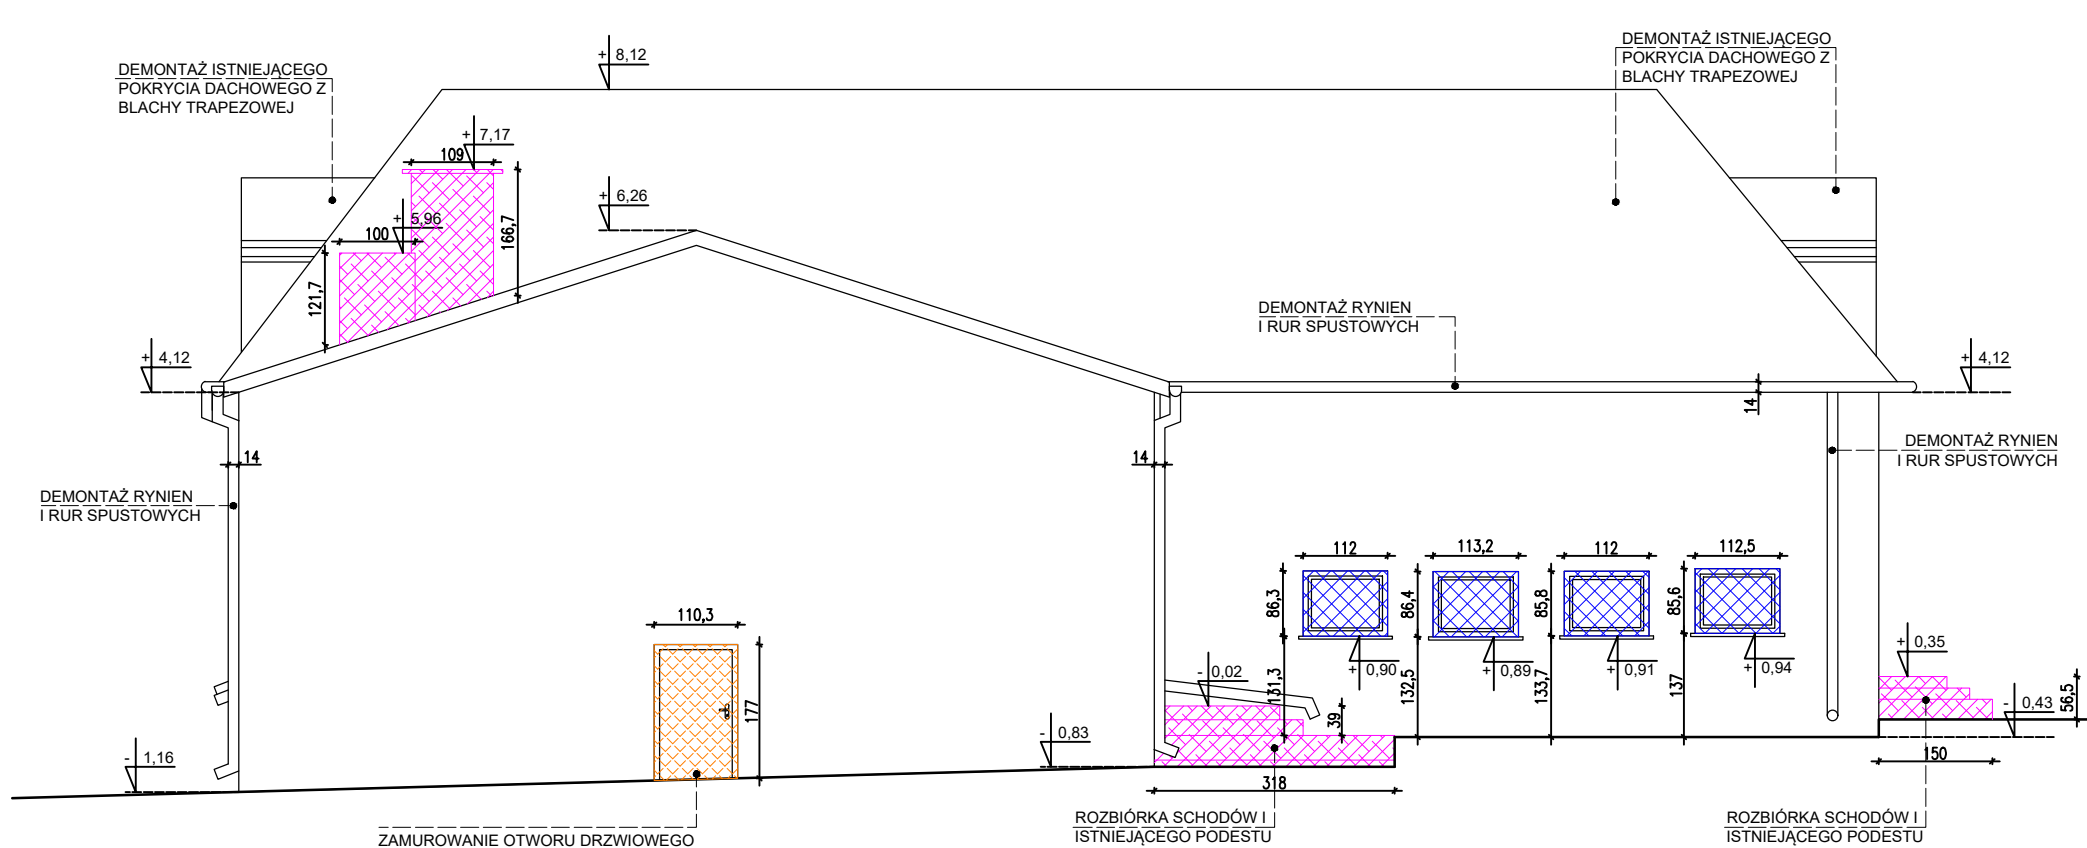 DEMONTAŻ ISTNIEJĄCEGO
POKRYCIA DACHOWEGO Z
BLACHY TRAPEZOWEJ
+ 8,12
DEMONTAŻ ISTNIEJĄCEGO
POKRYCIA DACHOWEGO Z
BLACHY TRAPEZOWEJ
+ 7,17
109
+ 5,96
100
+ 6,26
166,7
121,7
DEMONTAŻ RYNIEN
I RUR SPUSTOWYCH
+ 4,12
+ 4,12
14
14
14
DEMONTAŻ RYNIEN
I RUR SPUSTOWYCH
DEMONTAŻ RYNIEN
I RUR SPUSTOWYCH
112
113,2
112
112,5
86,3
86,4
85,8
85,6
110,3
177
+ 0,90
+ 0,89
+ 0,91
+ 0,94
131,3
132,5
133,7
137
- 0,02
39
+ 0,35
56,5
- 0,43
- 1,16
- 0,83
318
150
ZAMUROWANIE OTWORU DRZWIOWEGO
ROZBIÓRKA SCHODÓW I
ISTNIEJĄCEGO PODESTU
ROZBIÓRKA SCHODÓW I
ISTNIEJĄCEGO PODESTU